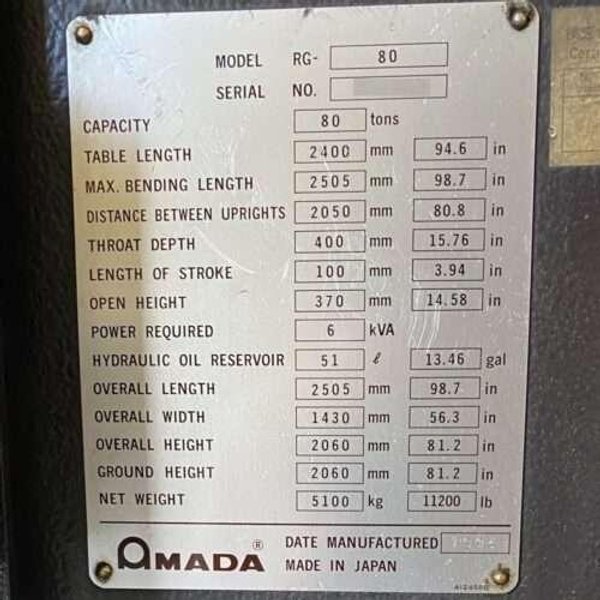 MODEL RG- 80
SERIAL NO.
CAPACITY 80 tons
TABLE LENGTH 2400 mm 94.6 in
MAX. BENDING LENGTH 2505 mm 98.7 in
DISTANCE BETWEEN UPRIGHTS 2050 mm 80.8 in
THROAT DEPTH 400 mm 15.76 in
LENGTH OF STROKE 100 mm 3.94 in
OPEN HEIGHT 370 mm 14.58 in
POWER REQUIRED 6 kVA
HYDRAULIC OIL RESERVOIR 51 ℓ 13.46 gal
OVERALL LENGTH 2505 mm 98.7 in
OVERALL WIDTH 1430 mm 56.3 in
OVERALL HEIGHT 2060 mm 81.2 in
GROUND HEIGHT 2060 mm 81.2 in
NET WEIGHT 5100 kg 11200 lb
AMADA ® DATE MANUFACTURED
MADE IN JAPAN